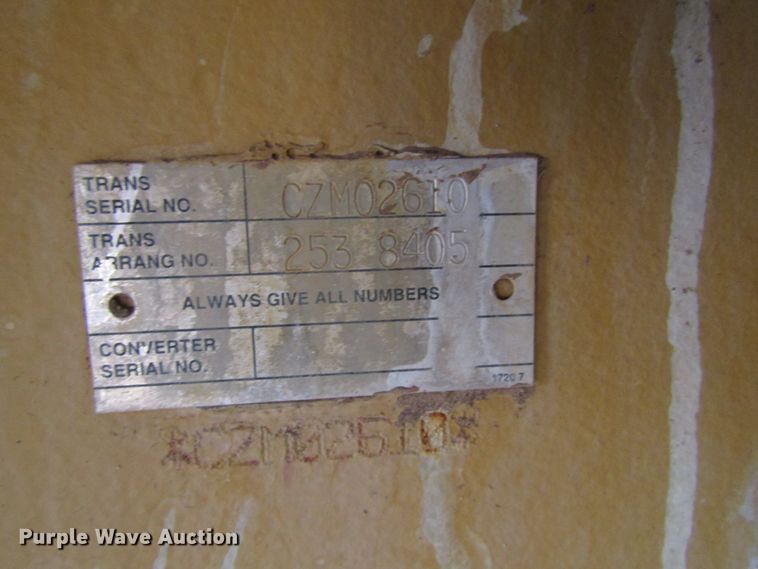 TRANS
SERIAL NO. CZM02610
TRANS
ARRANG NO. 253 8405
ALWAYS GIVE ALL NUMBERS
CONVERTER
SERIAL NO.
1720 7
*CZM02610*
Purple Wave Auction